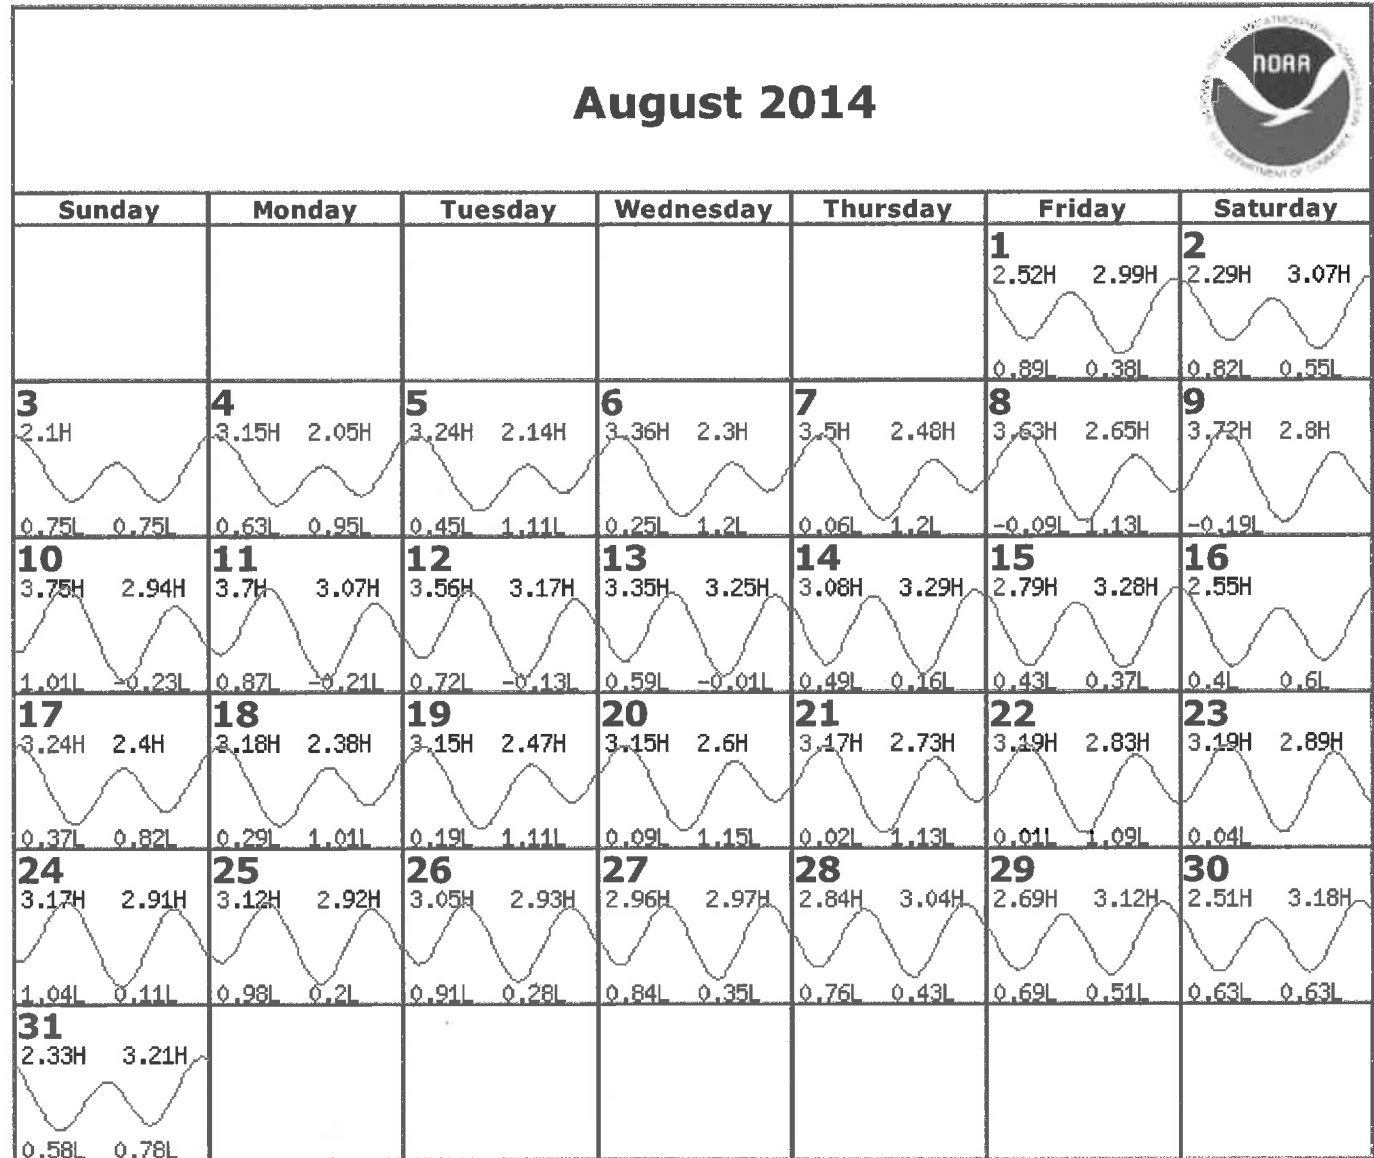 August 2014
NOAA
Sunday Monday Tuesday Wednesday Thursday Friday Saturday
1 2
2.52H 2.99H 2.29H 3.07H
0.89L 0.38L 0.82L 0.55L
3 4 5 6 7 8 9
2.1H 3.15H 2.05H 3.24H 2.14H 3.36H 2.3H 3.5H 2.48H 3.63H 2.65H 3.72H 2.8H
0.75L 0.75L 0.63L 0.95L 0.45L 1.11L 0.25L 1.2L 0.06L 1.2L -0.09L 1.13L -0.19L
10 11 12 13 14 15 16
3.75H 2.94H 3.7H 3.07H 3.56H 3.17H 3.35H 3.25H 3.08H 3.29H 2.79H 3.28H 2.55H
1.01L -0.23L 0.87L -0.21L 0.72L -0.13L 0.59L -0.01L 0.49L 0.16L 0.43L 0.37L 0.4L 0.6L
17 18 19 20 21 22 23
3.24H 2.4H 3.18H 2.38H 3.15H 2.47H 3.15H 2.6H 3.17H 2.73H 3.19H 2.83H 3.19H 2.89H
0.37L 0.82L 0.29L 1.01L 0.19L 1.11L 0.09L 1.15L 0.02L 1.13L 0.01L 1.09L 0.04L
24 25 26 27 28 29 30
3.17H 2.91H 3.12H 2.92H 3.05H 2.93H 2.96H 2.97H 2.84H 3.04H 2.69H 3.12H 2.51H 3.18H
1.04L 0.11L 0.98L 0.2L 0.91L 0.28L 0.84L 0.35L 0.76L 0.43L 0.69L 0.51L 0.63L 0.63L
31
2.33H 3.21H
0.58L 0.78L